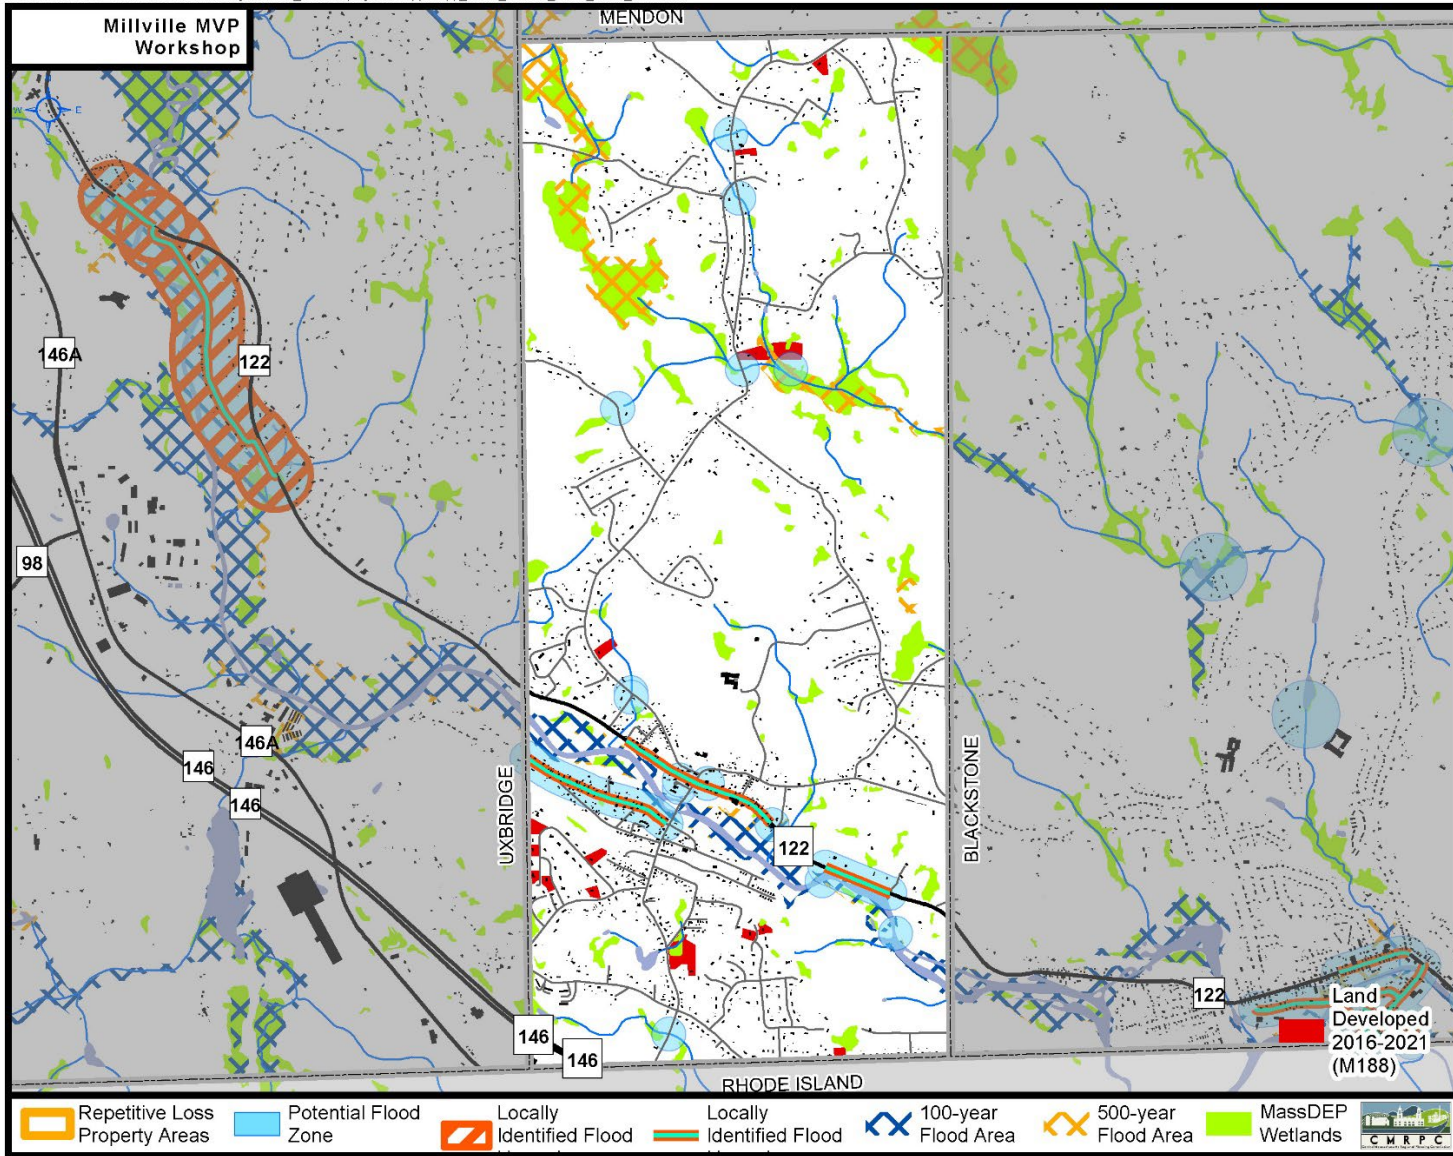 Millville MVP
Workshop
MENDON
N
W
E
S
146A
122
98
146A
146
146
UXBRIDGE
BLACKSTONE
122
122
146
146
RHODE ISLAND
Land
Developed
2016-2021
(M188)
Repetitive Loss
Property Areas
Potential Flood
Zone
Locally
Identified Flood
Locally
Identified Flood
100-year
Flood Area
500-year
Flood Area
MassDEP
Wetlands
CMRPC